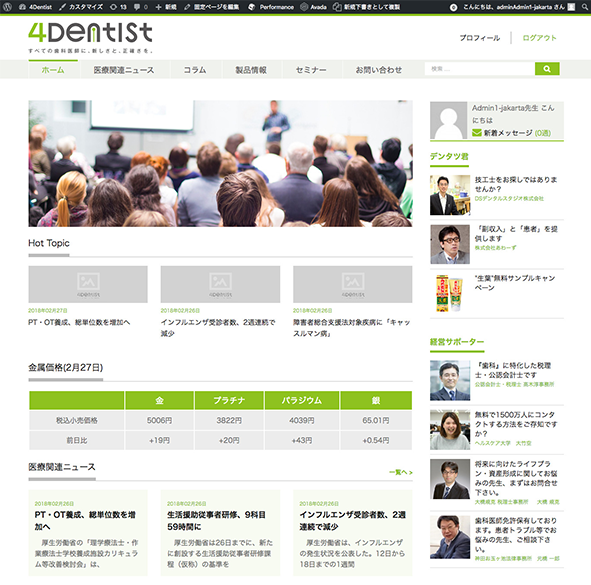 4Dentist カスタマイズ 13 0 新規 固定ページを編集 Performance Avada 新規下書きとして複製 こんにちは、adminAdmin1-jakarta さん
4Dentist
すべての歯科医師に、新しさと、正確さを。
プロフィール ログアウト
ホーム 医療関連ニュース コラム 製品情報 セミナー お問い合わせ 検索 ...
Admin1-jakarta先生 こんにちは
新着メッセージ (0通)
デンタツ君
技工士をお探しではありませんか?
DSデンタルスタジオ株式会社
「副収入」と「患者」を提供します
株式会社あわーず
"生葉"無料サンプルキャンペーン
Hot Topic
4Dentist
4Dentist
4Dentist
2018年02月27日
PT・OT養成、総単位数を増加へ
2018年02月26日
インフルエンザ受診者数、2週連続で減少
2018年02月26日
障害者総合支援法対象疾病に「キャッスルマン病」
経営サポーター
『歯科』に特化した税理士・公認会計士です
公認会計士・税理士 髙木淳事務所
無料で1500万人にコンタクトする方法をご存知ですか?
ヘルスケア大学 大竹空
将来に向けたライフプラン・資産形成に関してお悩みの先生、まずはお問合せ下さい。
大橋威克 税理士事務所 大橋 威克
歯科医師免許保有しております。患者トラブル等でお悩みの先生、ご相談下さい。
神田お玉ヶ池法律事務所 元橋 一郎
金属価格(2月27日)
金 プラチナ パラジウム 銀
税込小売価格 5006円 3822円 4039円 65.01円
前日比 +19円 +20円 +43円 +0.54円
医療関連ニュース
一覧へ >
2018年02月26日
PT・OT養成、総単位数を増加へ
厚生労働省の「理学療法士・作業療法士学校養成施設カリキュラム等改善検討会」は、
2018年02月26日
生活援助従事者研修、9科目59時間に
厚生労働省は26日までに、新たに創設する生活援助従事者研修課程（仮称）の基準を
2018年02月26日
インフルエンザ受診者数、2週連続で減少
厚生労働省は、インフルエンザの発生状況を公表した。12日から18日までの1週間